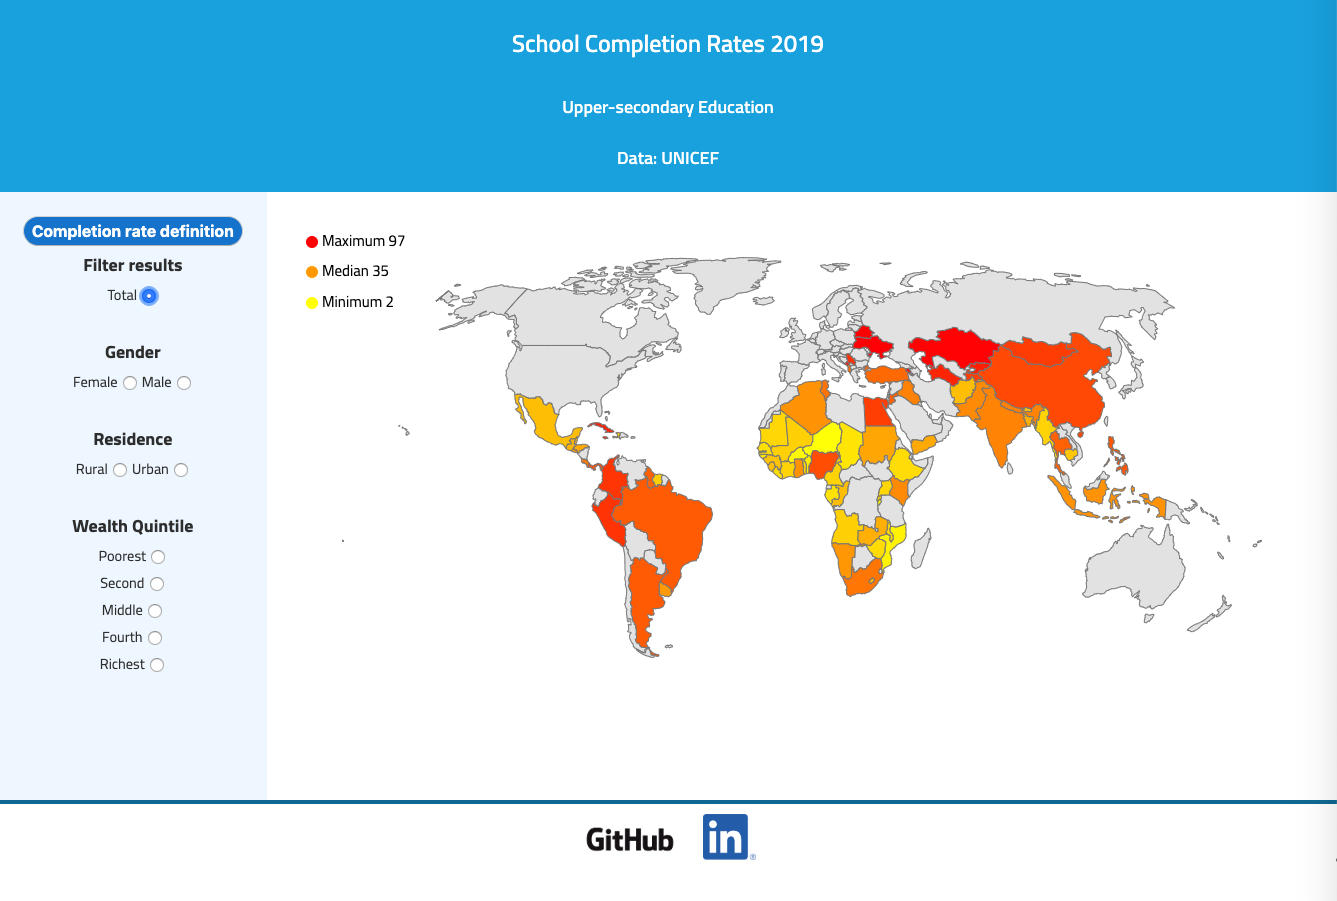 School Completion Rates 2019
Upper-secondary Education
Data: UNICEF
Completion rate definition
Filter results
Total
Gender
Female Male
Residence
Rural Urban
Wealth Quintile
Poorest
Second
Middle
Fourth
Richest
Maximum 97
Median 35
Minimum 2
GitHub
in ®